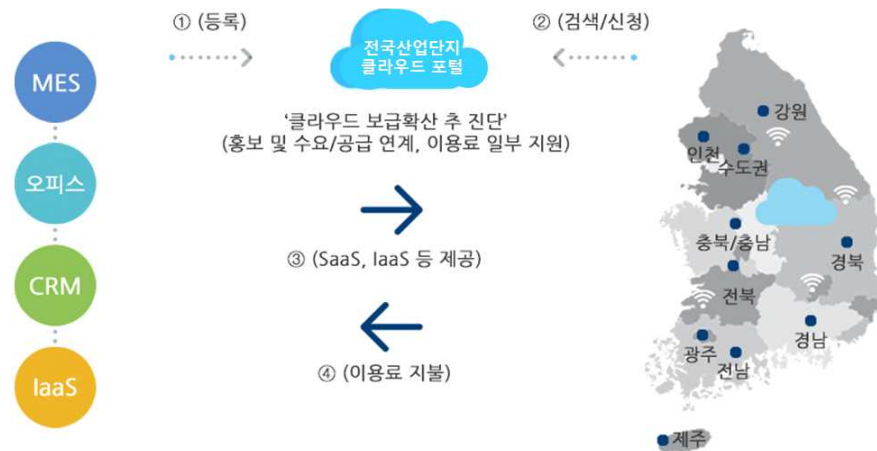 ① (등록)
전국산업단지
클라우드 포털
② (검색/신청)
MES
오피스
CRM
IaaS
‘클라우드 보급확산 추 진단’
(홍보 및 수요/공급 연계, 이용료 일부 지원)
③ (SaaS, IaaS 등 제공)
④ (이용료 지불)
강원
인천
수도권
충북/충남
경북
전북
경남
광주
전남
제주